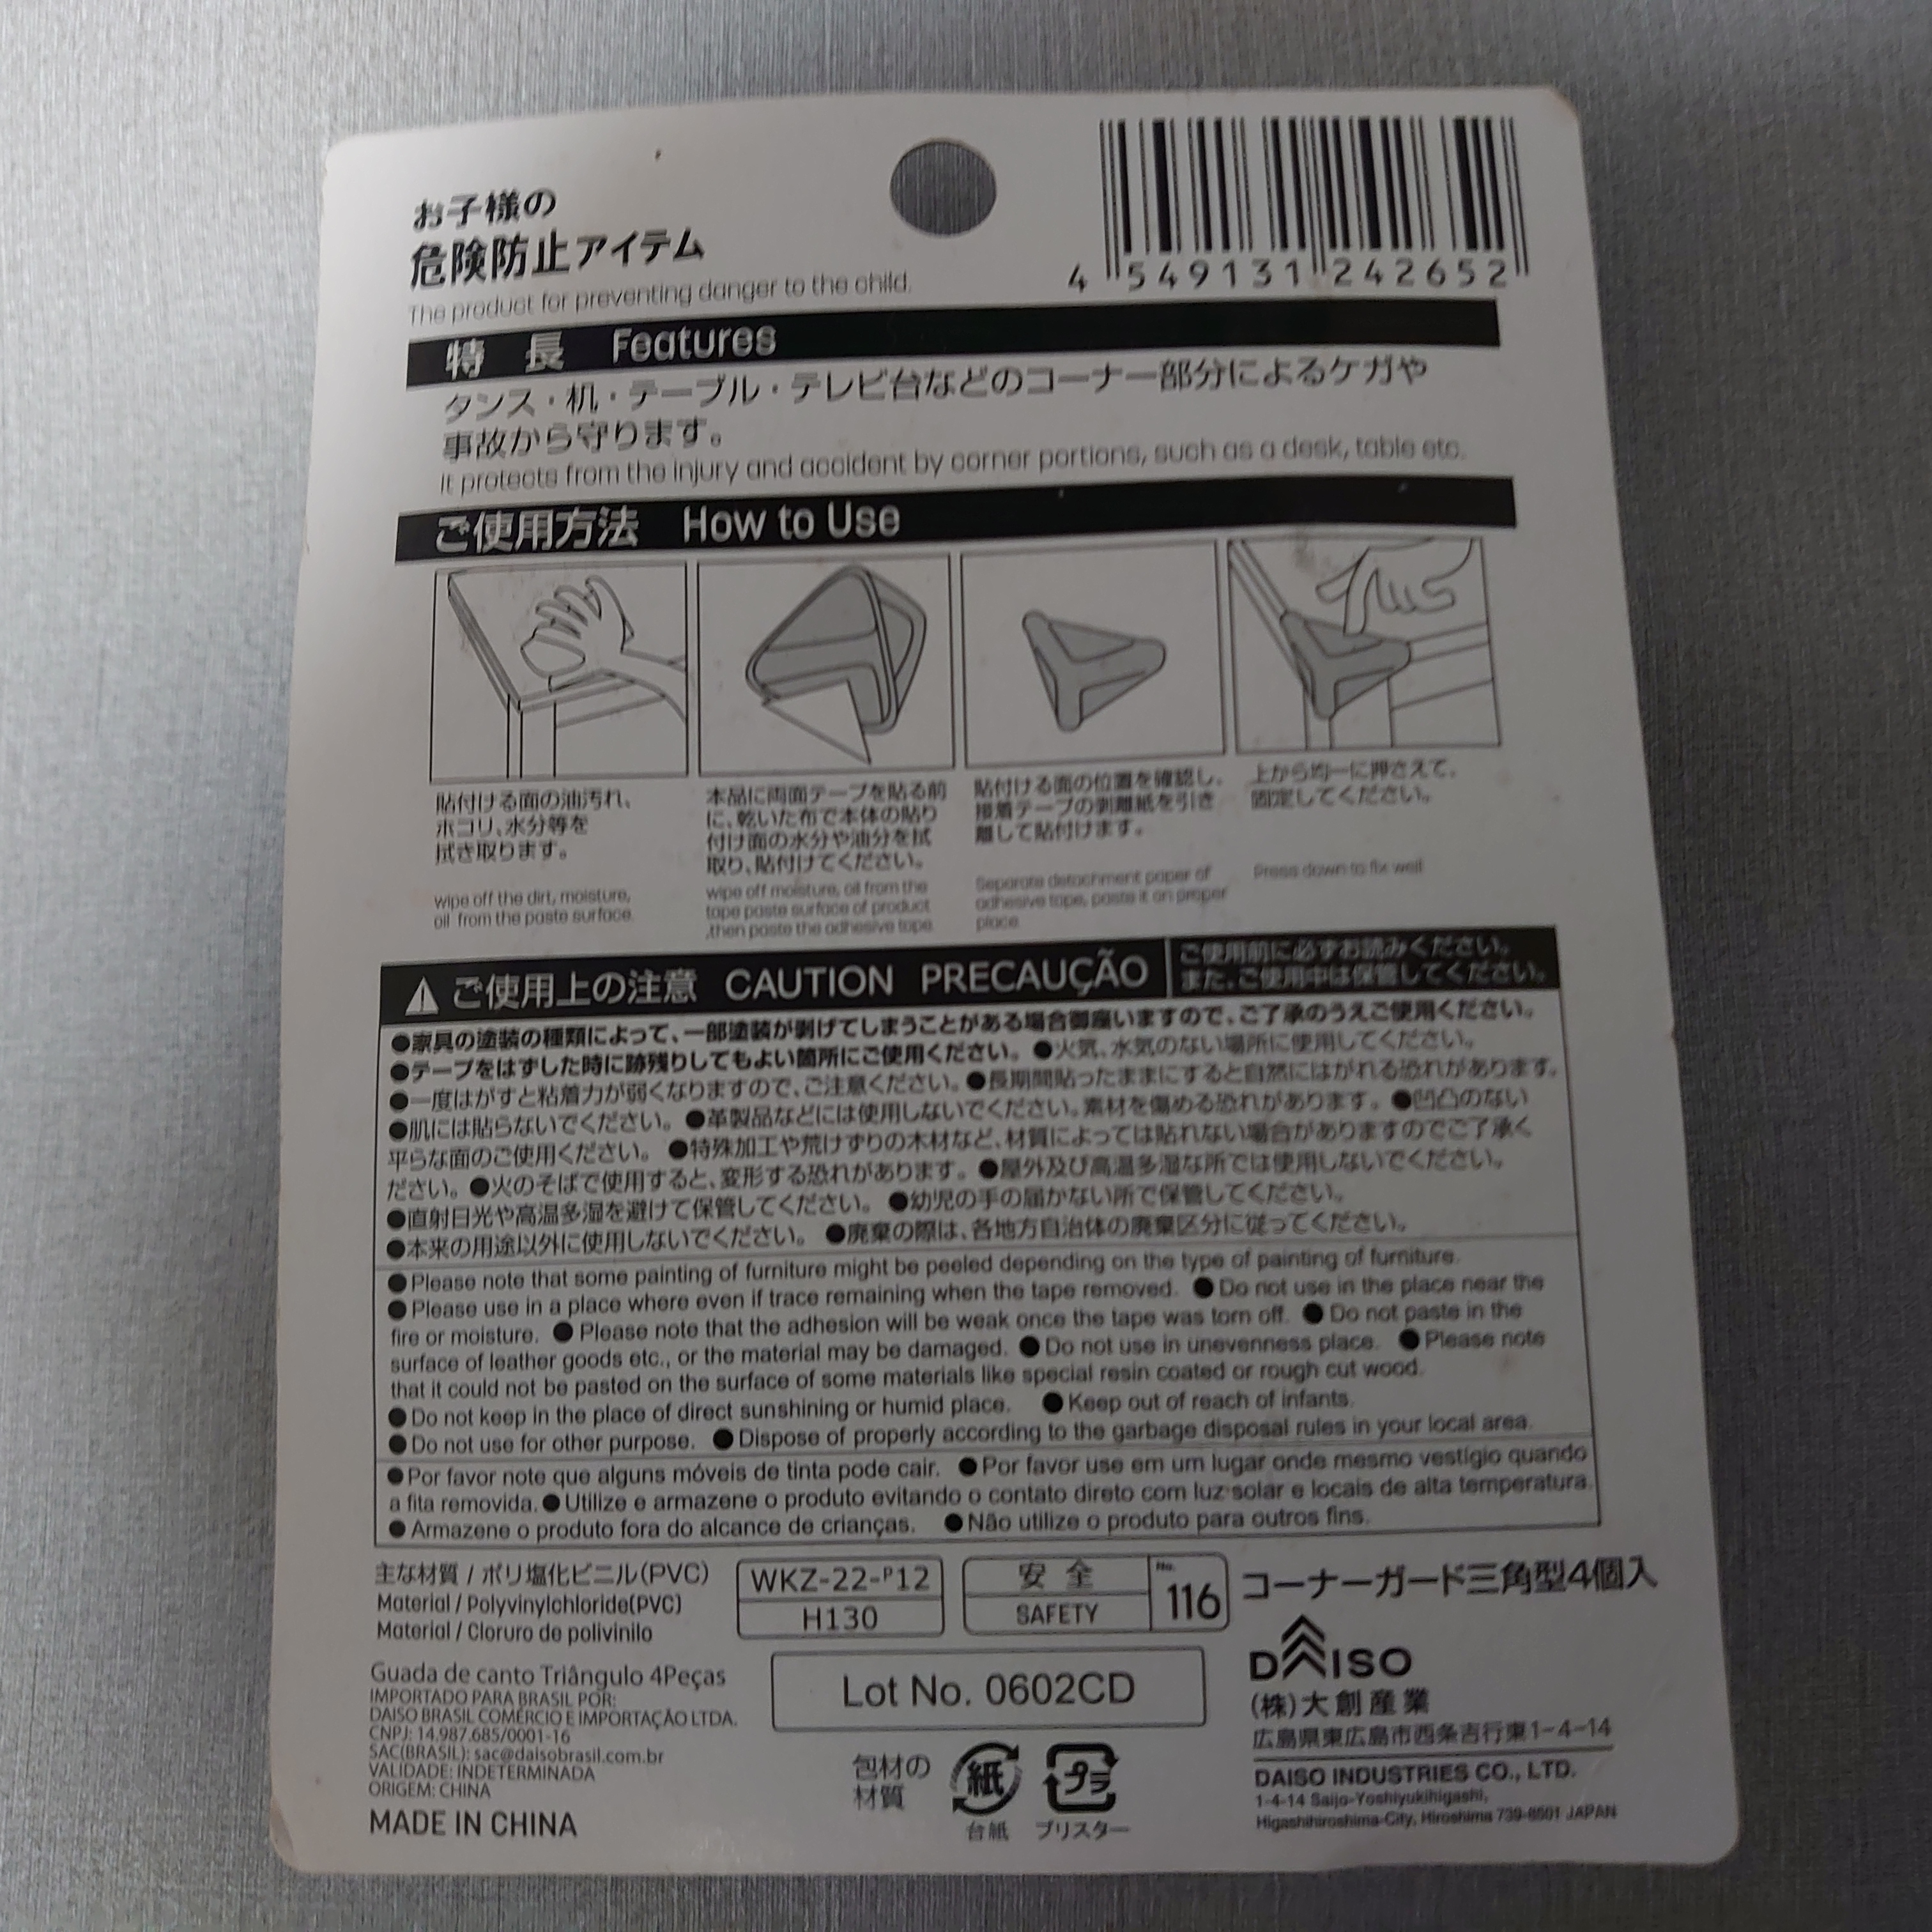 お子様の
危険防止アイテム
The product for preventing danger to the child.
4 549131 242652
特 長 Features
タンス・机・テーブル・テレビ台などのコーナー部分によるケガや
事故から守ります。
It protects from the injury and accident by corner portions, such as a desk, table etc.
ご使用方法 How to Use
貼付ける面の油汚れ、
ホコリ、水分等を
拭き取ります。
wipe off the dirt, moisture,
oil from the paste surface.
本品に両面テープを貼る前
に、乾いた布で本体の貼り
付け面の水分や油分を拭
取り、貼付けてください。
wipe off moisture, oil from the
tape paste surface of product
,then paste the adhesive tape
貼付ける面の位置を確認し、
接着テープの剥離紙を引き
離して貼付けます。
Separate detachment paper of
adhesive tape, paste it on proper
place
上から均一に押さえて、
固定してください。
Press down to fix well
⚠ ご使用上の注意 CAUTION PRECAUÇÃO
ご使用前に必ずお読みください。
また、ご使用中は保管してください。
●家具の塗装の種類によって、一部塗装が剥げてしまうことがある場合御座いますので、ご了承のうえご使用ください。
●テープをはずした時に跡残りしてもよい箇所にご使用ください。 ●火気、水気のない場所に使用してください。
●一度はがすと粘着力が弱くなりますので、ご注意ください。●長期間貼ったままにすると自然にはがれる恐れがあります。
●肌には貼らないでください。 ●革製品などには使用しないでください。素材を傷める恐れがあります。 ●凹凸のない
平らな面のご使用ください。 ●特殊加工や荒けずりの木材など、材質によっては貼れない場合がありますのでご了承く
ださい。●火のそばで使用すると、変形する恐れがあります。 ●屋外及び高温多湿な所では使用しないでください。
●直射日光や高温多湿を避けて保管してください。 ●幼児の手の届かない所で保管してください。
●本来の用途以外に使用しないでください。 ●廃棄の際は、各地方自治体の廃棄区分に従ってください。
●Please note that some painting of furniture might be peeled depending on the type of painting of furniture.
●Please use in a place where even if trace remaining when the tape removed. ●Do not use in the place near the
fire or moisture. ●Please note that the adhesion will be weak once the tape was torn off. ●Do not paste in the
surface of leather goods etc., or the material may be damaged. ●Do not use in unevenness place. ●Please note
that it could not be pasted on the surface of some materials like special resin coated or rough cut wood.
●Do not keep in the place of direct sunshining or humid place. ●Keep out of reach of infants.
●Do not use for other purpose. ●Dispose of properly according to the garbage disposal rules in your local area.
●Por favor note que alguns móveis de tinta pode cair. ●Por favor use em um lugar onde mesmo vestígio quando
a fita removida. ●Utilize e armazene o produto evitando o contato direto com luz solar e locais de alta temperatura.
●Armazene o produto fora do alcance de crianças. ●Não utilize o produto para outros fins.
主な材質 / ポリ塩化ビニル(PVC)
Material / Polyvinylchloride(PVC)
Material / Cloruro de polivinilo
WKZ-22-P12
H130
安 全
SAFETY
No.
116
コーナーガード三角型4個入
Guada de canto Triângulo 4Peças
IMPORTADO PARA BRASIL POR:
DAISO BRASIL COMÉRCIO E IMPORTAÇÃO LTDA.
CNPJ: 14.987.685/0001-16
SAC(BRASIL): sac@daisobrasil.com.br
VALIDADE: INDETERMINADA
ORIGEM: CHINA
MADE IN CHINA
Lot No. 0602CD
包材の
材質
紙
台紙
プラ
ブリスター
DAISO
(株)大創産業
広島県東広島市西条吉行東1-4-14
DAISO INDUSTRIES CO., LTD.
1-4-14 Saijo-Yoshiyukihigashi,
Higashihiroshima-City, Hiroshima 739-8501 JAPAN